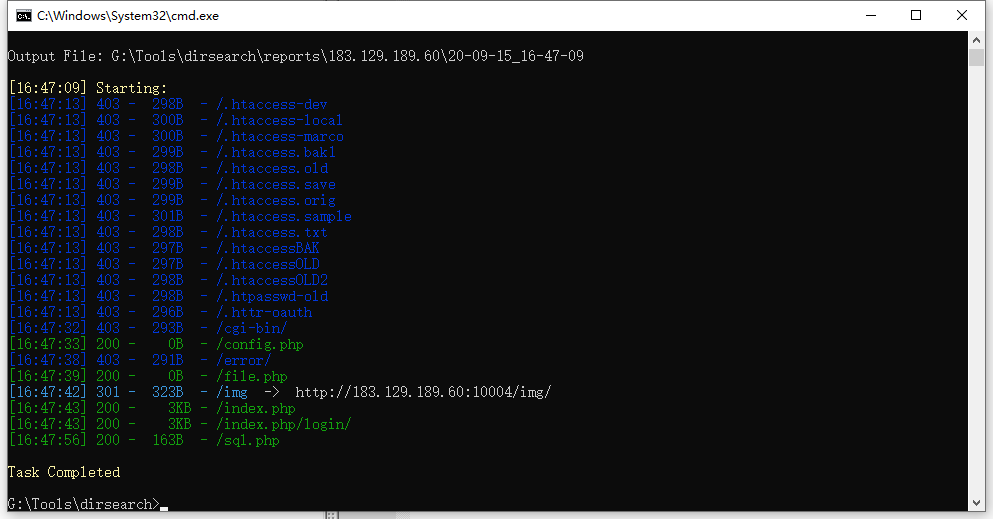 C:\Windows\System32\cmd.exe
Output File: G:\Tools\dirsearch\reports\183.129.189.60\20-09-15_16-47-09
[16:47:09] Starting:
[16:47:13] 403 -  298B  - /.htaccess-dev
[16:47:13] 403 -  300B  - /.htaccess-local
[16:47:13] 403 -  300B  - /.htaccess-marco
[16:47:13] 403 -  299B  - /.htaccess.bak1
[16:47:13] 403 -  298B  - /.htaccess.old
[16:47:13] 403 -  299B  - /.htaccess.save
[16:47:13] 403 -  299B  - /.htaccess.orig
[16:47:13] 403 -  301B  - /.htaccess.sample
[16:47:13] 403 -  298B  - /.htaccess.txt
[16:47:13] 403 -  297B  - /.htaccessBAK
[16:47:13] 403 -  297B  - /.htaccessOLD
[16:47:13] 403 -  298B  - /.htaccessOLD2
[16:47:13] 403 -  298B  - /.htpasswd-old
[16:47:13] 403 -  296B  - /.httr-oauth
[16:47:32] 403 -  293B  - /cgi-bin/
[16:47:33] 200 -    0B  - /config.php
[16:47:38] 403 -  291B  - /error/
[16:47:39] 200 -    0B  - /file.php
[16:47:42] 301 -  323B  - /img  ->  http://183.129.189.60:10004/img/
[16:47:43] 200 -    3KB - /index.php
[16:47:43] 200 -    3KB - /index.php/login/
[16:47:56] 200 -  163B  - /sql.php
Task Completed
G:\Tools\dirsearch>